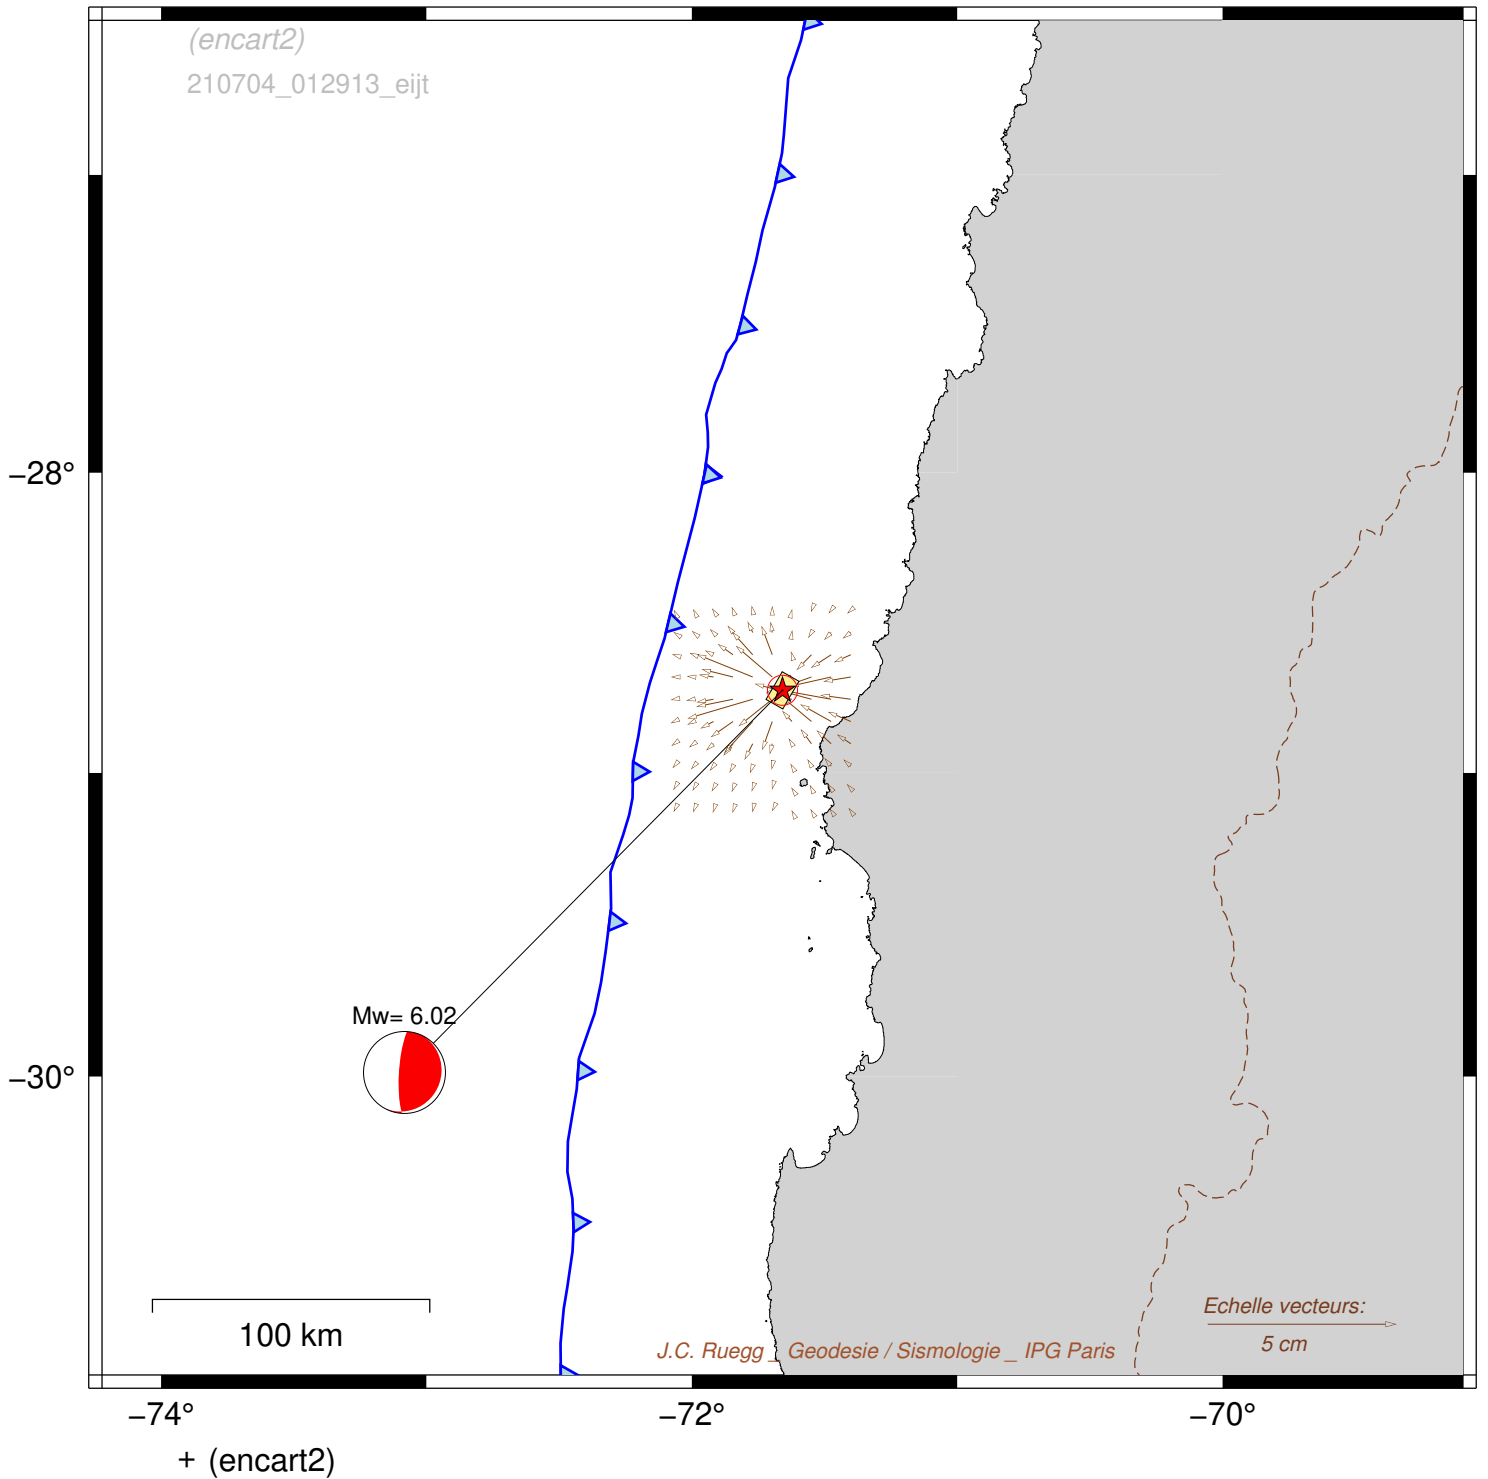 (encart2)
210704_012913_eijt
−28°
Mw= 6.02
−30°
100 km
Echelle vecteurs:
5 cm
J.C. Ruegg _ Geodesie / Sismologie _ IPG Paris
−74°
−72°
−70°
+ (encart2)